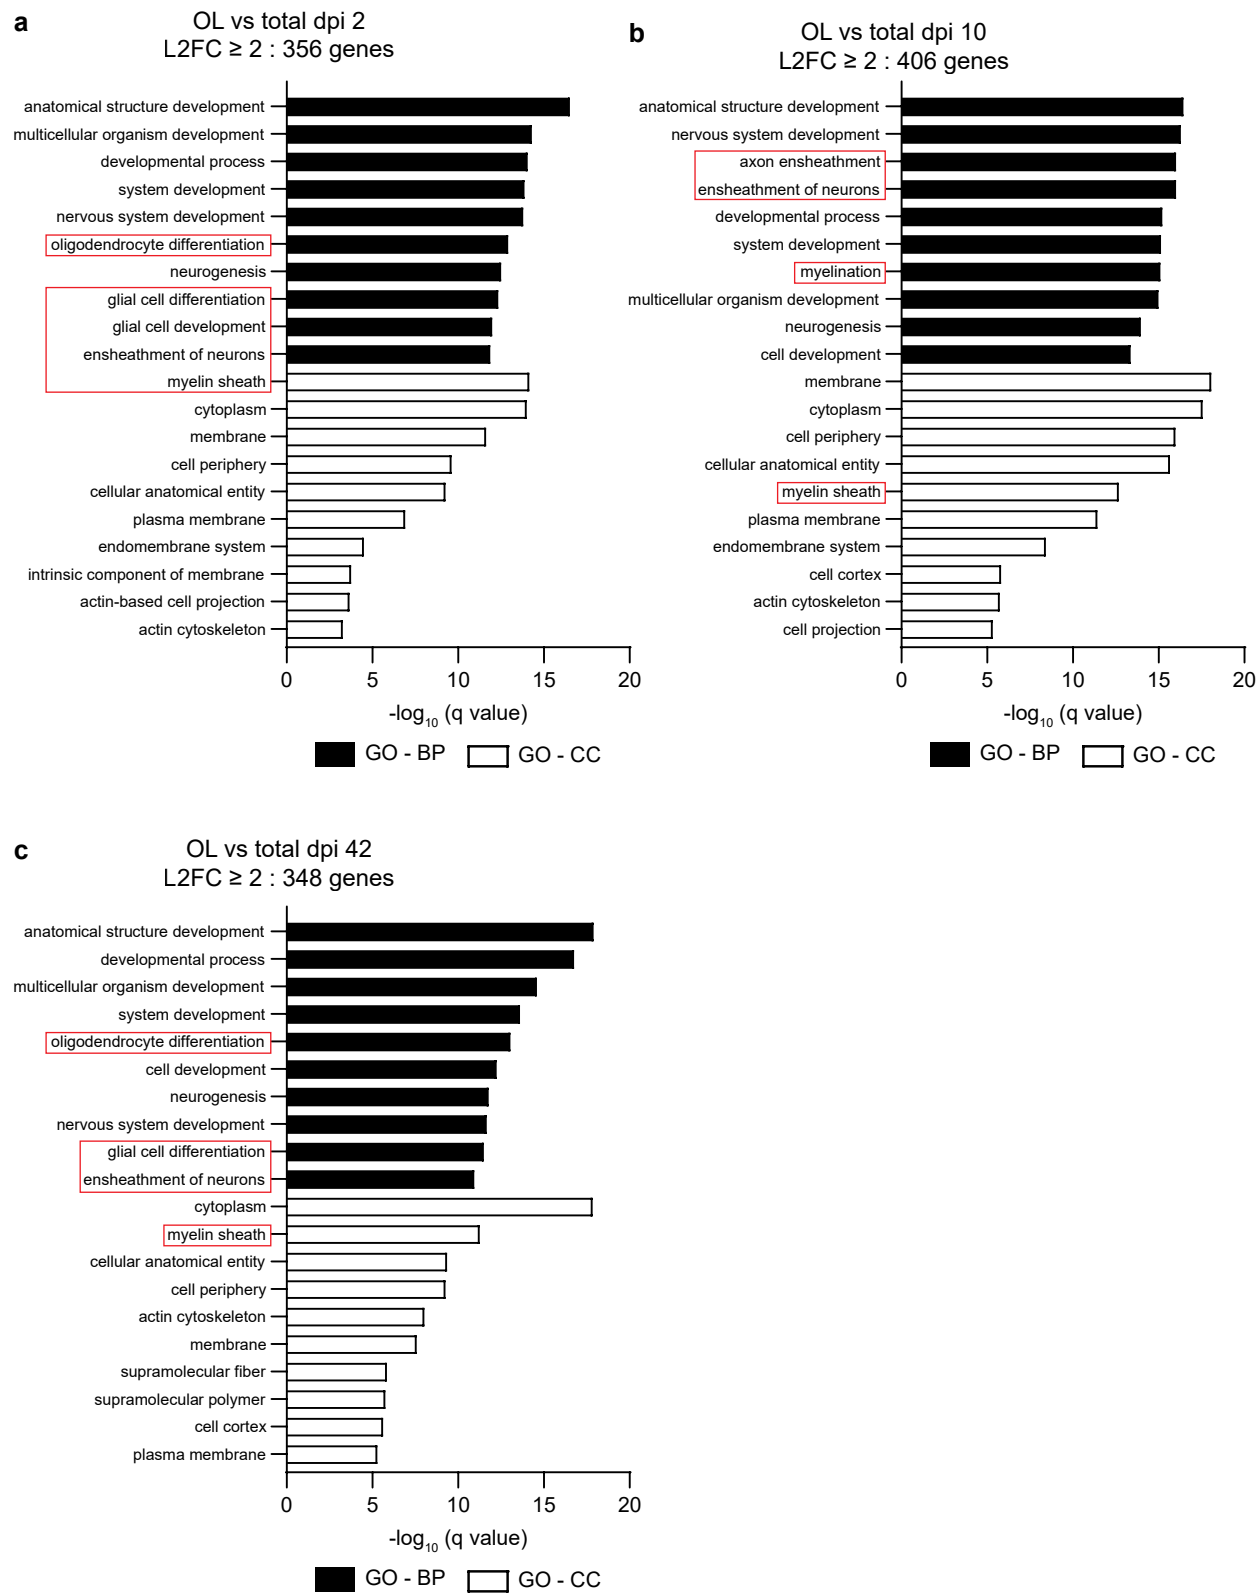 a
OL vs total dpi 2
L2FC ≥ 2 : 356 genes
anatomical structure development
multicellular organism development
developmental process
system development
nervous system development
oligodendrocyte differentiation
neurogenesis
glial cell differentiation
glial cell development
ensheathment of neurons
myelin sheath
cytoplasm
membrane
cell periphery
cellular anatomical entity
plasma membrane
endomembrane system
intrinsic component of membrane
actin-based cell projection
actin cytoskeleton
0 5 10 15 20
-log10 (q value)
GO - BP GO - CC
b
OL vs total dpi 10
L2FC ≥ 2 : 406 genes
anatomical structure development
nervous system development
axon ensheathment
ensheathment of neurons
developmental process
system development
myelination
multicellular organism development
neurogenesis
cell development
membrane
cytoplasm
cell periphery
cellular anatomical entity
myelin sheath
plasma membrane
endomembrane system
cell cortex
actin cytoskeleton
cell projection
0 5 10 15 20
-log10 (q value)
GO - BP GO - CC
c
OL vs total dpi 42
L2FC ≥ 2 : 348 genes
anatomical structure development
developmental process
multicellular organism development
system development
oligodendrocyte differentiation
cell development
neurogenesis
nervous system development
glial cell differentiation
ensheathment of neurons
cytoplasm
myelin sheath
cellular anatomical entity
cell periphery
actin cytoskeleton
membrane
supramolecular fiber
supramolecular polymer
cell cortex
plasma membrane
0 5 10 15 20
-log10 (q value)
GO - BP GO - CC